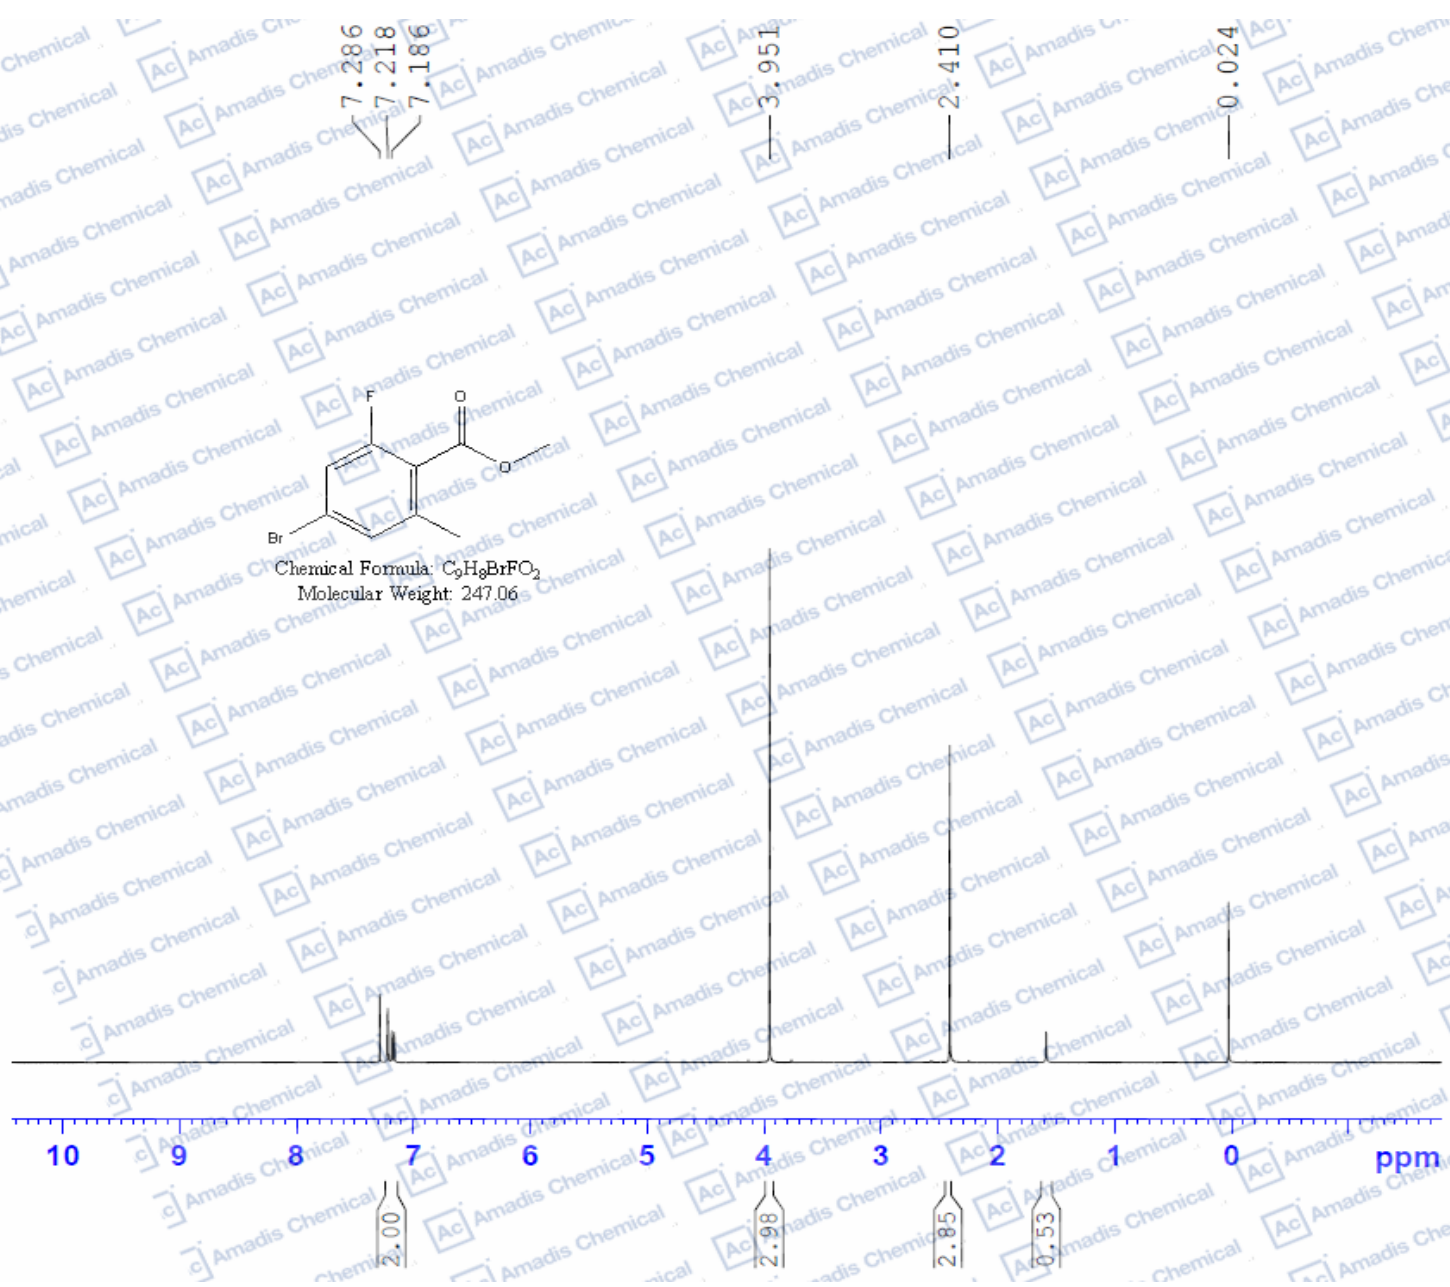 7.286
7.218
7.186
3.951
2.410
0.024
F
O
O
Br
Chemical Formula: C₉H₈BrFO₂
Molecular Weight: 247.06
10 9 8 7 6 5 4 3 2 1 0 ppm
2.00
2.98
2.85
0.53
Ac Amadis Chemical